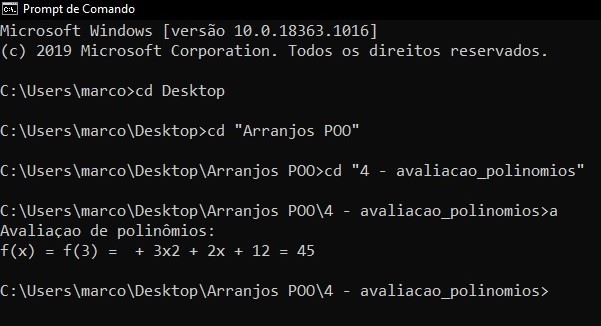 Prompt de Comando
Microsoft Windows [versão 10.0.18363.1016]
(c) 2019 Microsoft Corporation. Todos os direitos reservados.
C:\Users\marco>cd Desktop
C:\Users\marco\Desktop>cd "Arranjos POO"
C:\Users\marco\Desktop\Arranjos POO>cd "4 - avaliacao_polinomios"
C:\Users\marco\Desktop\Arranjos POO\4 - avaliacao_polinomios>a
Avaliaçao de polinômios:
f(x) = f(3) =  + 3x2 + 2x + 12 = 45
C:\Users\marco\Desktop\Arranjos POO\4 - avaliacao_polinomios>